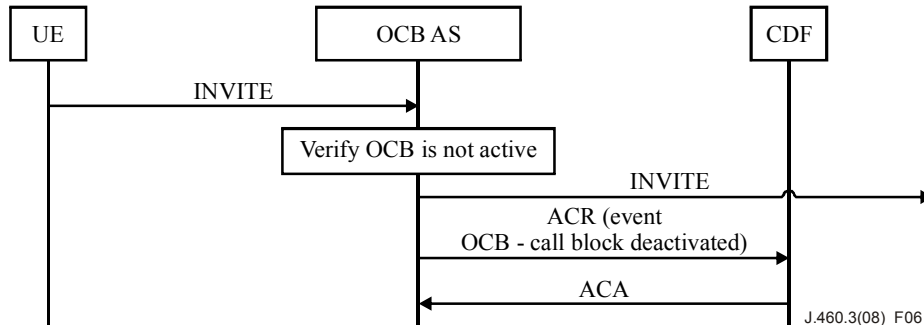 UE
OCB AS
CDF
INVITE
Verify OCB is not active
INVITE
ACR (event
OCB - call block deactivated)
ACA
J.460.3(08)_F06